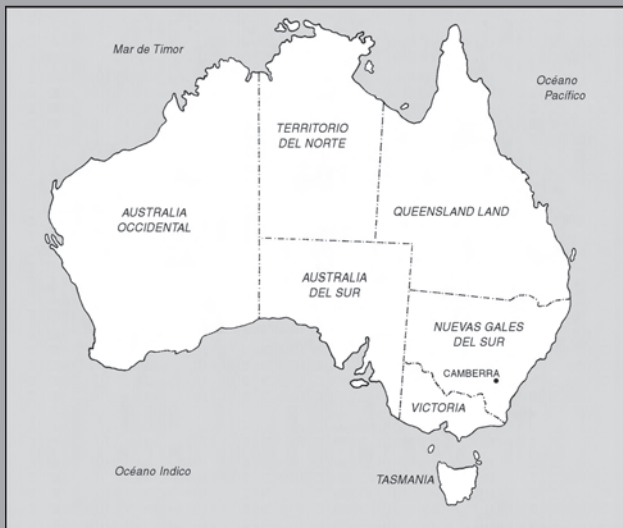 Mar de Timor
Océano
Pacífico
TERRITORIO
DEL NORTE
AUSTRALIA
OCCIDENTAL
QUEENSLAND LAND
AUSTRALIA
DEL SUR
NUEVAS GALES
DEL SUR
CAMBERRA
VICTORIA
Océano Indico
TASMANIA